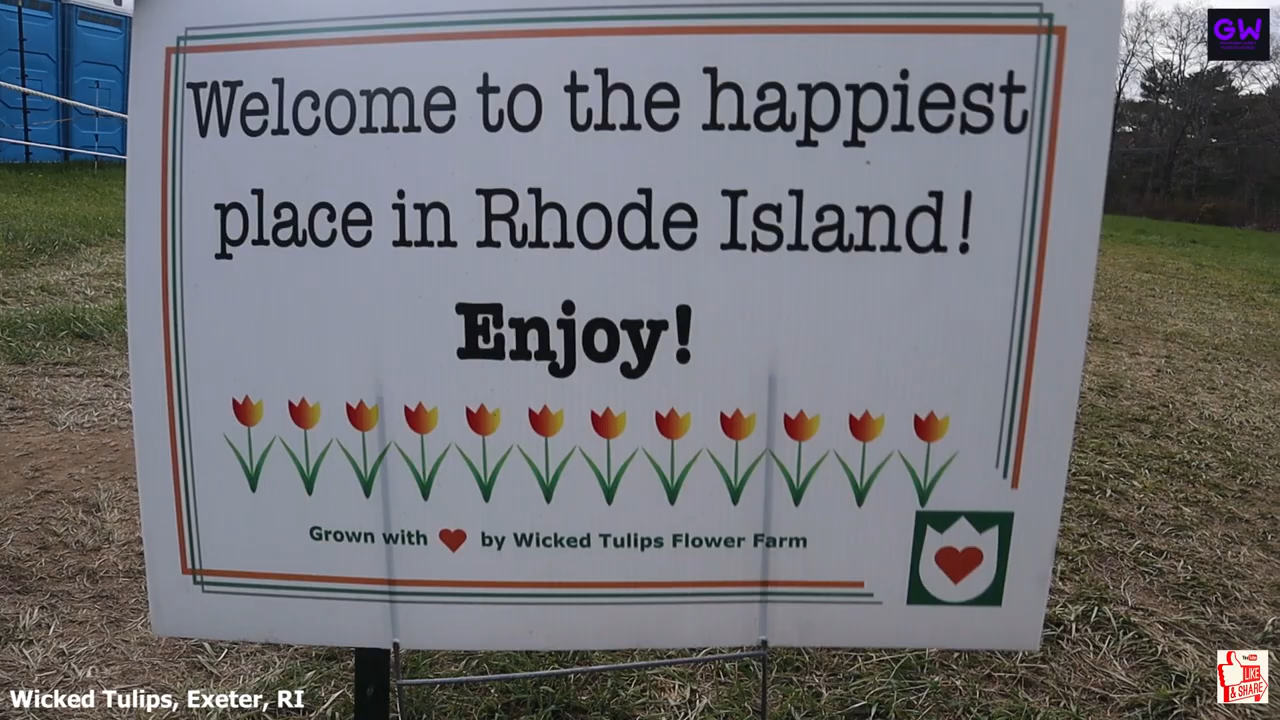 GW
Welcome to the happiest
place in Rhode Island!
Enjoy!
Grown with ❤ by Wicked Tulips Flower Farm
YouTube
LIKE
& SHARE
Wicked Tulips, Exeter, RI